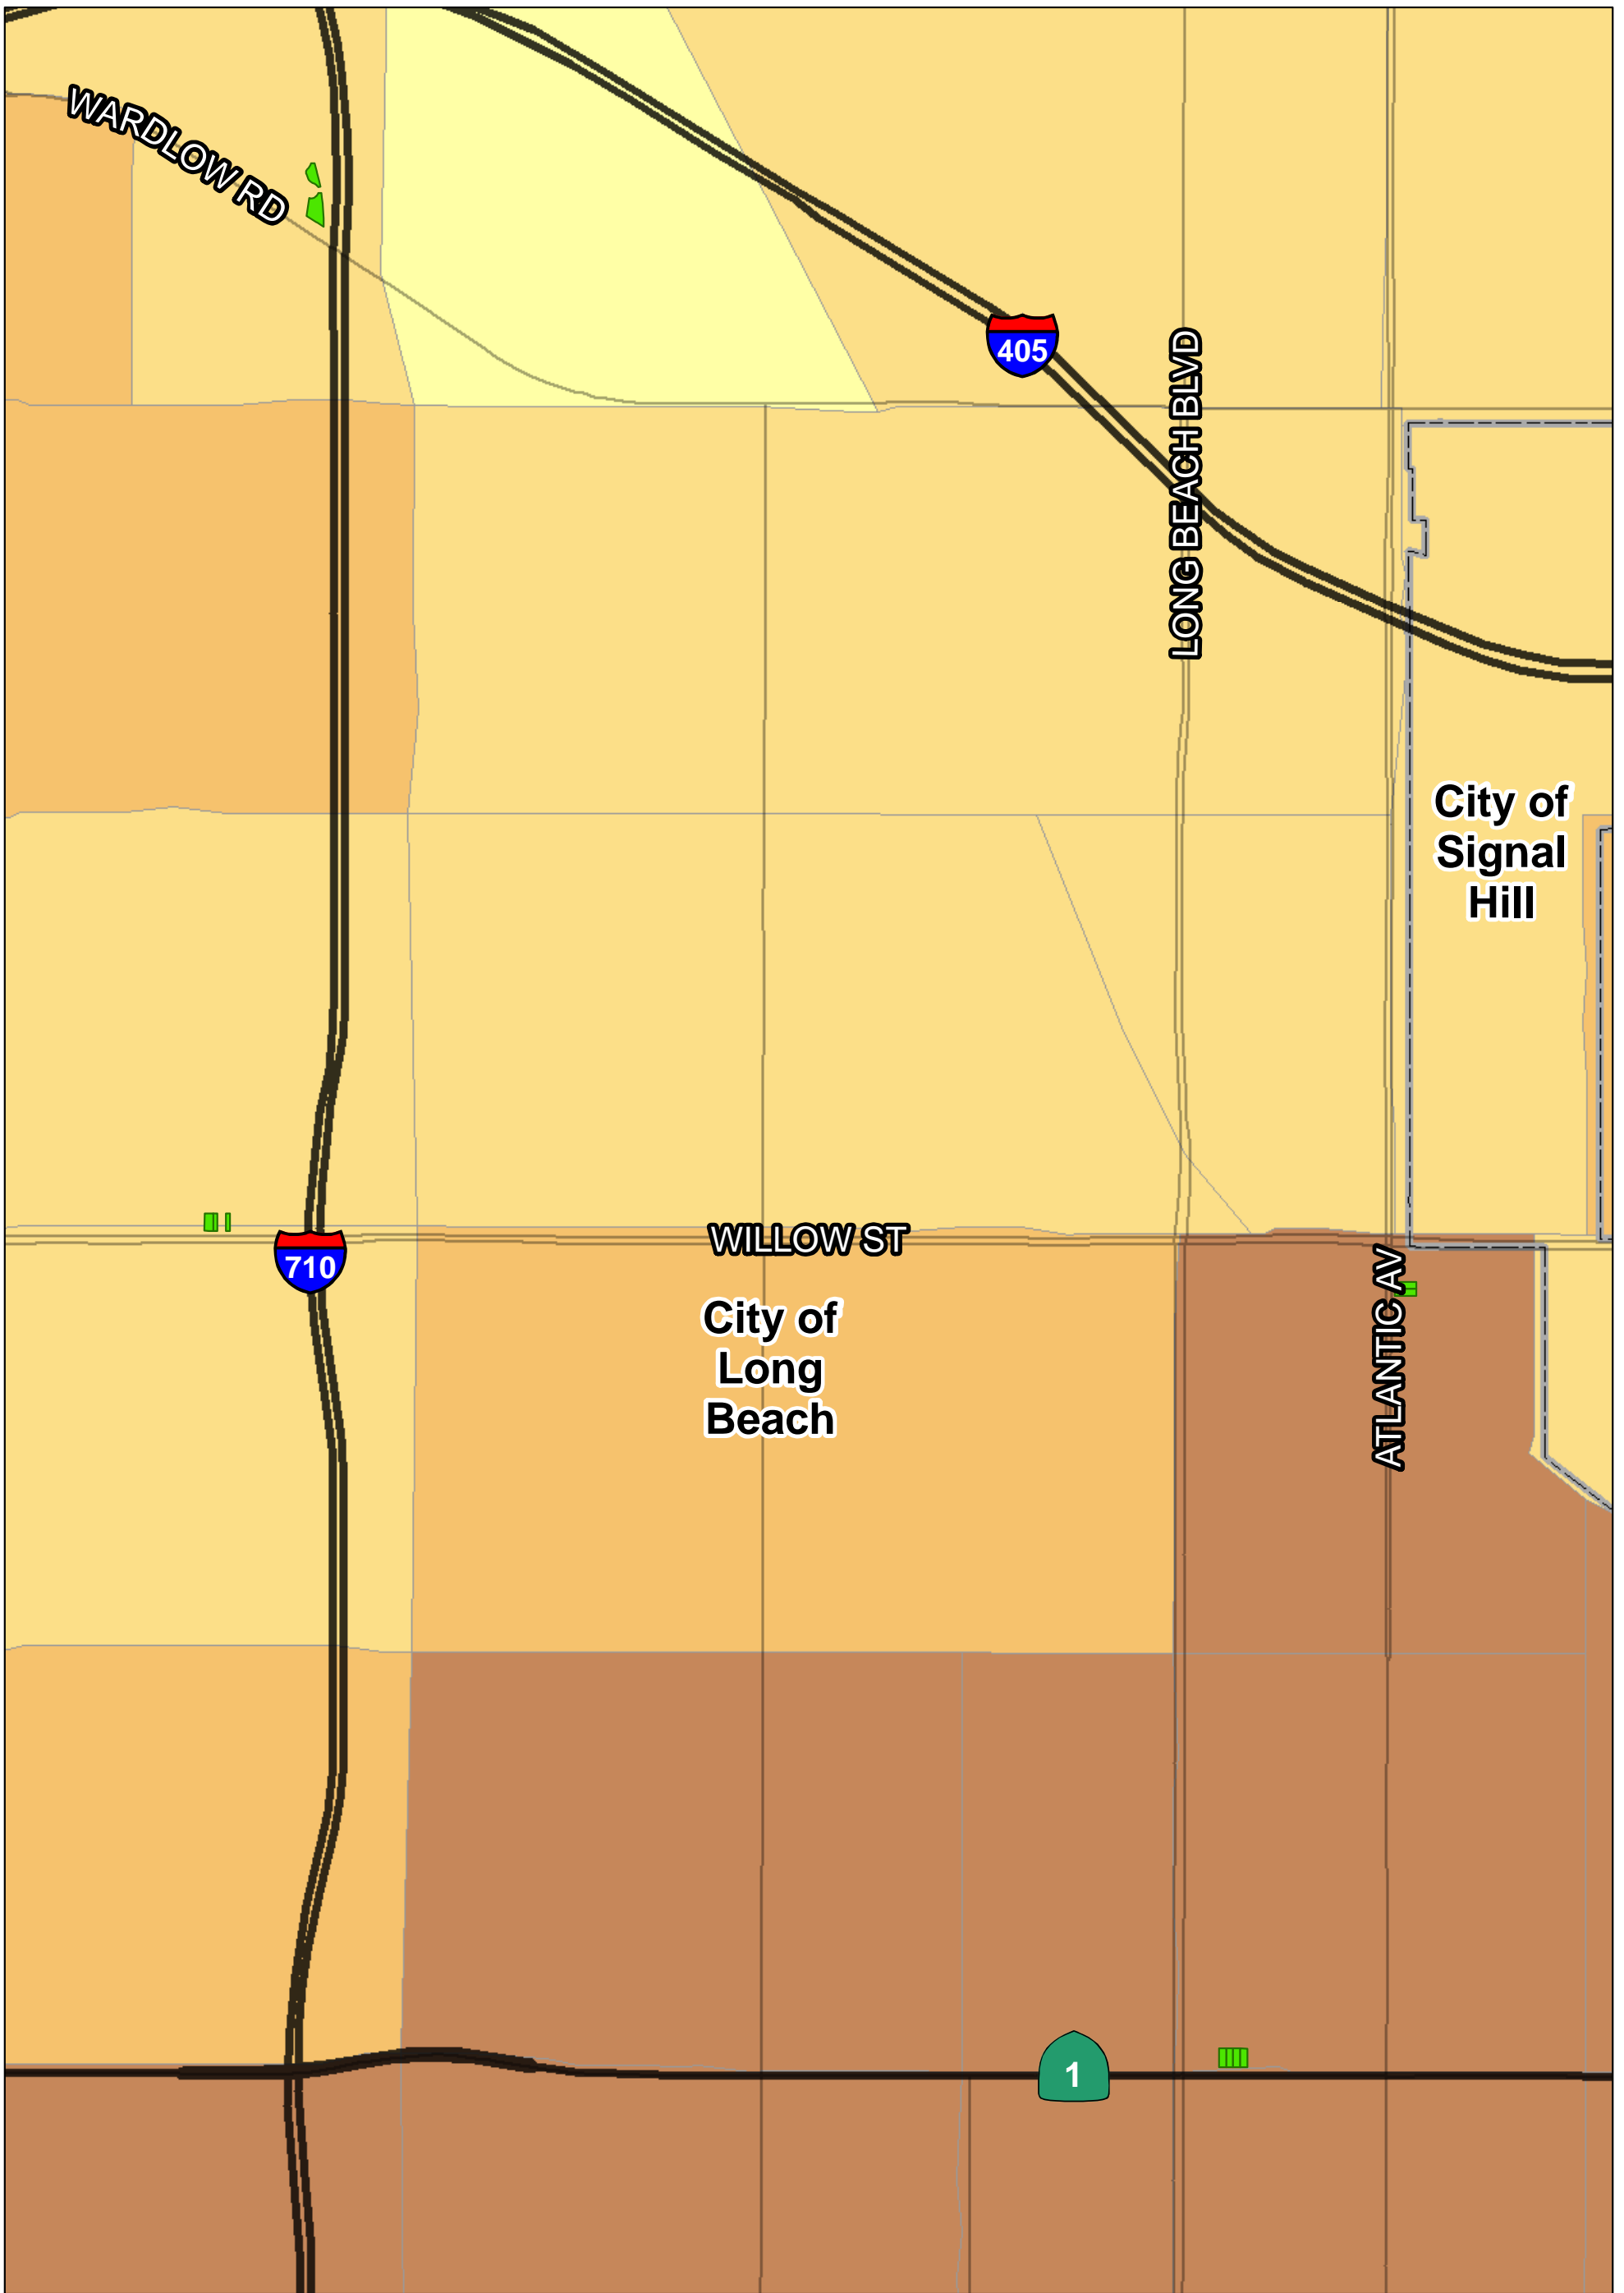 WARDLOW RD
405
LONG BEACH BLVD
City of
Signal
Hill
WILLOW ST
710
City of
Long
Beach
ATLANTIC AV
1